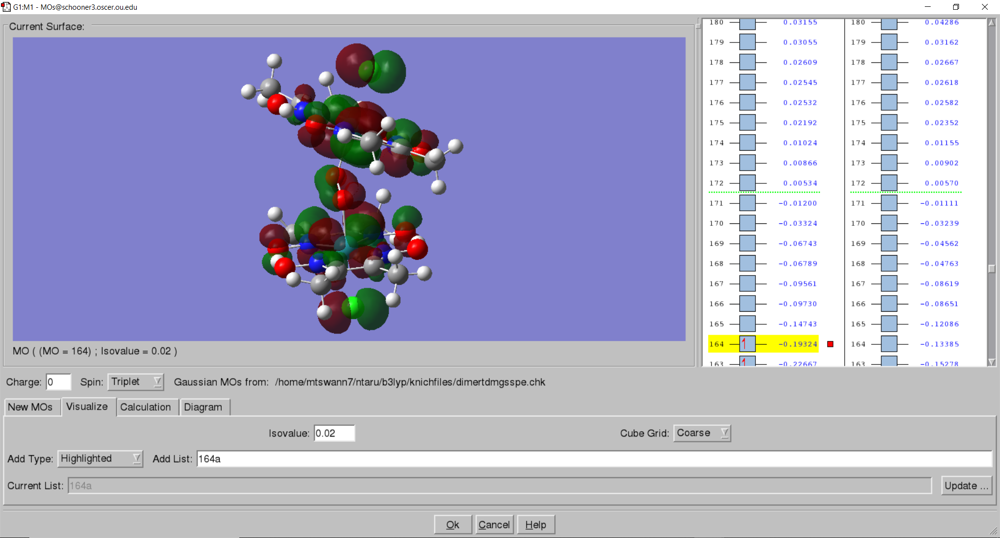 G1:M1 - MOs@schooner3.oscer.ou.edu
Current Surface:
180 0.03155 180 0.04286
179 0.03055 179 0.03162
178 0.02609 178 0.02667
177 0.02545 177 0.02618
176 0.02532 176 0.02582
175 0.02192 175 0.02352
174 0.01024 174 0.01155
173 0.00866 173 0.00902
172 0.00534 172 0.00570
171 -0.01200 171 -0.01111
170 -0.03324 170 -0.03239
169 -0.06743 169 -0.04562
168 -0.06789 168 -0.04763
167 -0.09561 167 -0.08619
166 -0.09730 166 -0.08651
165 -0.14743 165 -0.12086
164 -0.19324 164 -0.13385
163 -0.22667 163 -0.15278
MO ( (MO = 164) ; Isovalue = 0.02 )
Charge: 0 Spin: Triplet Gaussian MOs from: /home/mtswann7/ntaru/b3lyp/knichfiles/dimertdmgsspe.chk
New MOs Visualize Calculation Diagram
Isovalue: 0.02 Cube Grid: Coarse
Add Type: Highlighted Add List: 164a
Current List: 164a Update ...
Ok Cancel Help